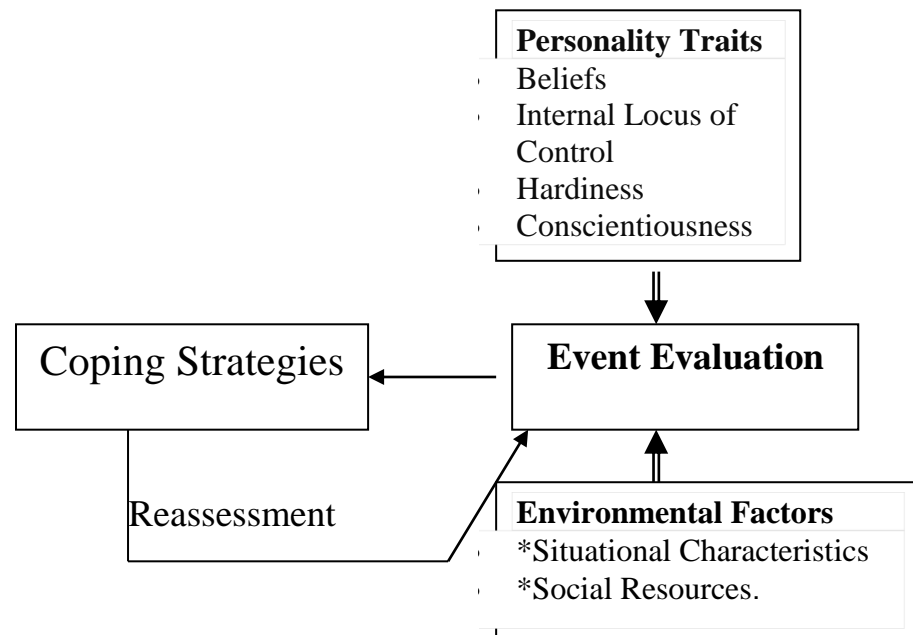 Personality Traits
Beliefs
Internal Locus of
Control
Hardiness
Conscientiousness
Coping Strategies
Event Evaluation
Reassessment
Environmental Factors
*Situational Characteristics
*Social Resources.